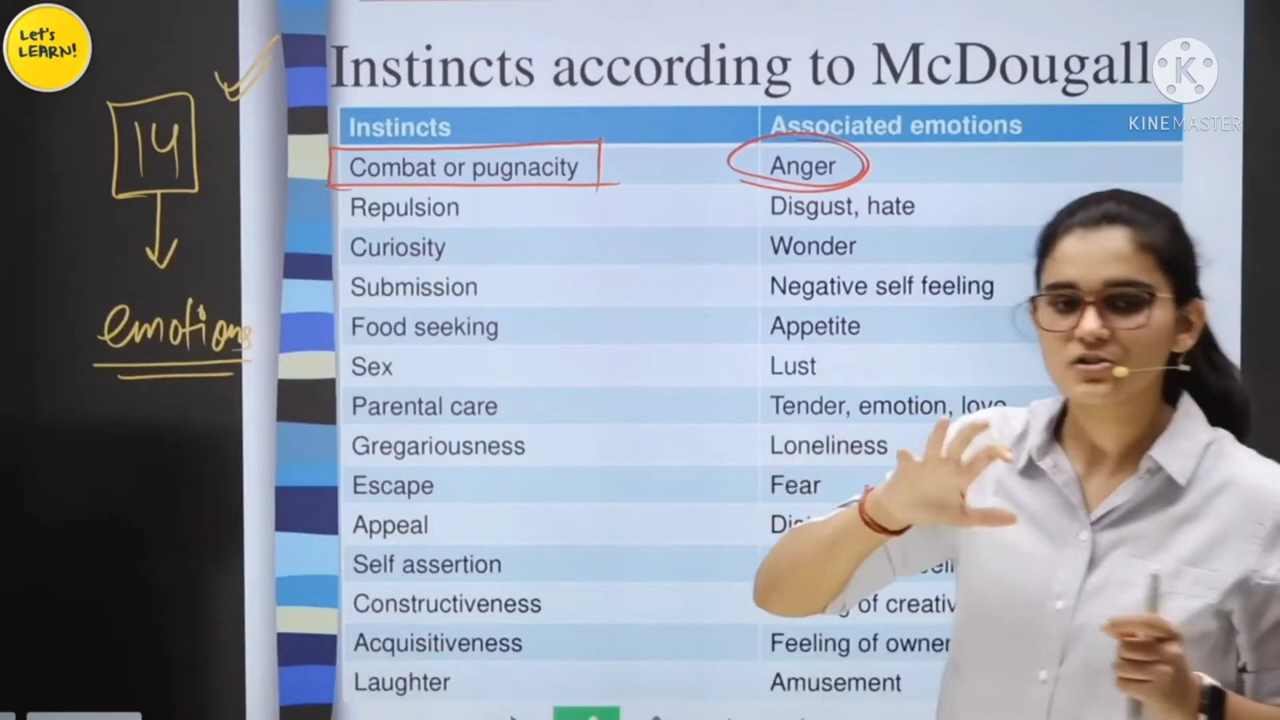 Let's
LEARN!
14
emotions
Instincts according to McDougall
KINEMASTER
Instincts Associated emotions
Combat or pugnacity Anger
Repulsion Disgust, hate
Curiosity Wonder
Submission Negative self feeling
Food seeking Appetite
Sex Lust
Parental care Tender, emotion, love
Gregariousness Loneliness
Escape Fear
Appeal
Self assertion
Constructiveness of
Acquisitiveness Feeling of
Laughter Amusement